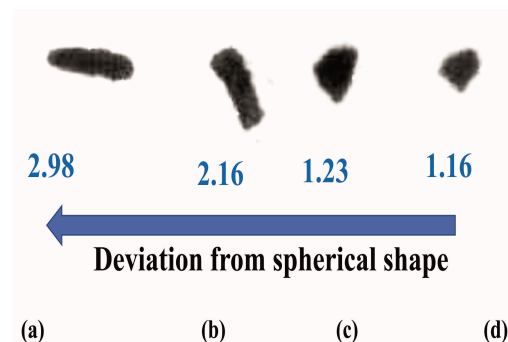 2.98 2.16 1.23 1.16
Deviation from spherical shape
(a) (b) (c) (d)